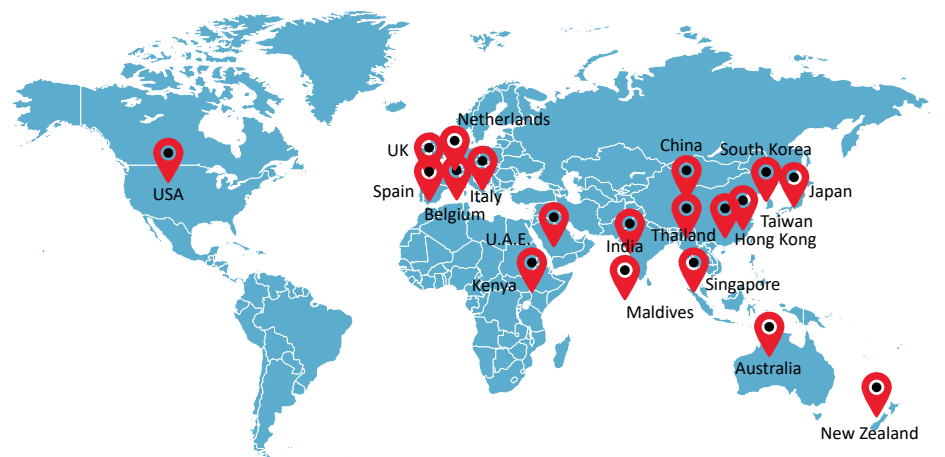 Netherlands
UK
China
South Korea
USA
Spain
Italy
Japan
Belgium
Taiwan
U.A.E.
India
Thailand
Hong Kong
Kenya
Singapore
Maldives
Australia
New Zealand